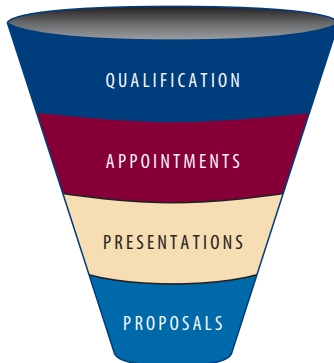 QUALIFICATION
APPOINTMENTS
PRESENTATIONS
PROPOSALS